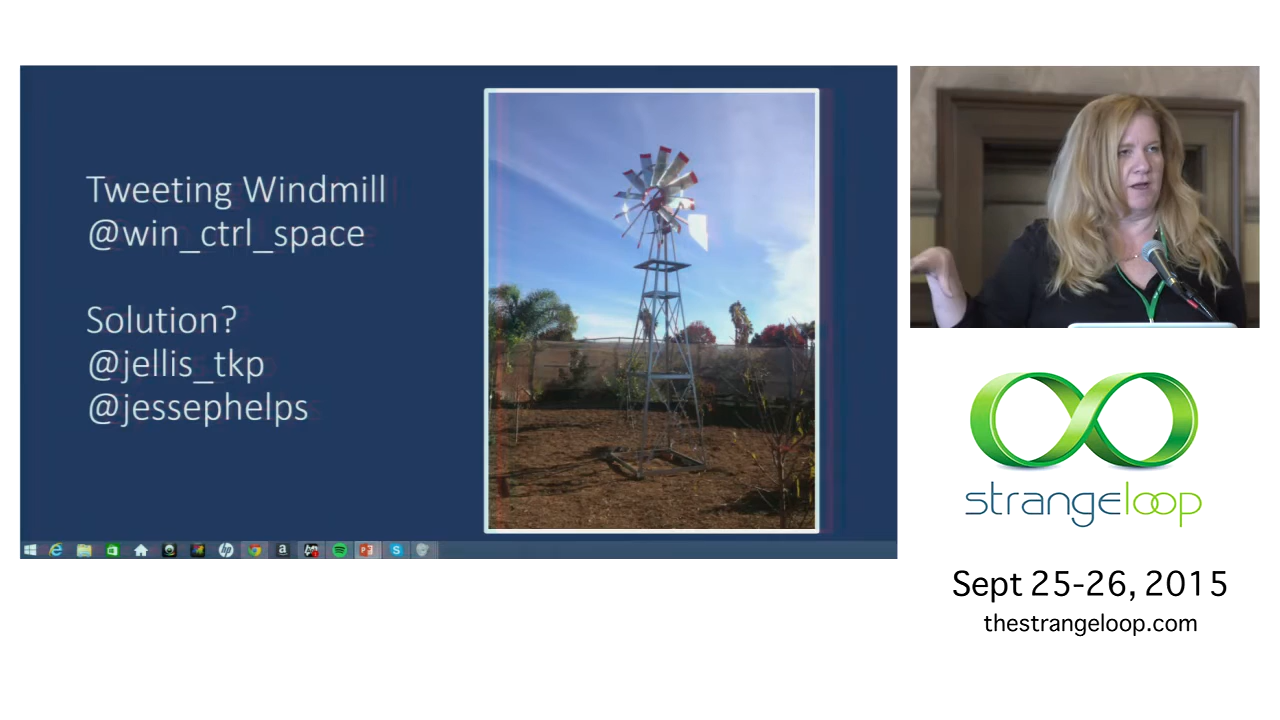 Tweeting Windmill
@win_ctrl_space
Solution?
@jellis_tkp
@jessephelps
strangeloop
Sept 25-26, 2015
thestrangeloop.com